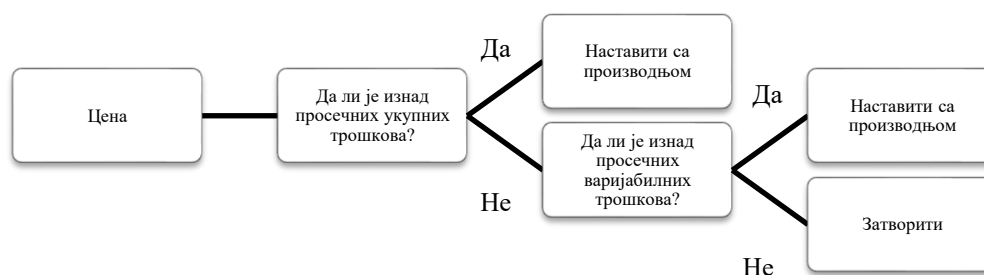 Цена
Да ли је изнад
просечних укупних
трошкова?
Да
Наставити са
производњом
Не
Да ли је изнад
просечних
варијабилних
трошкова?
Да
Наставити са
производњом
Не
Затворити